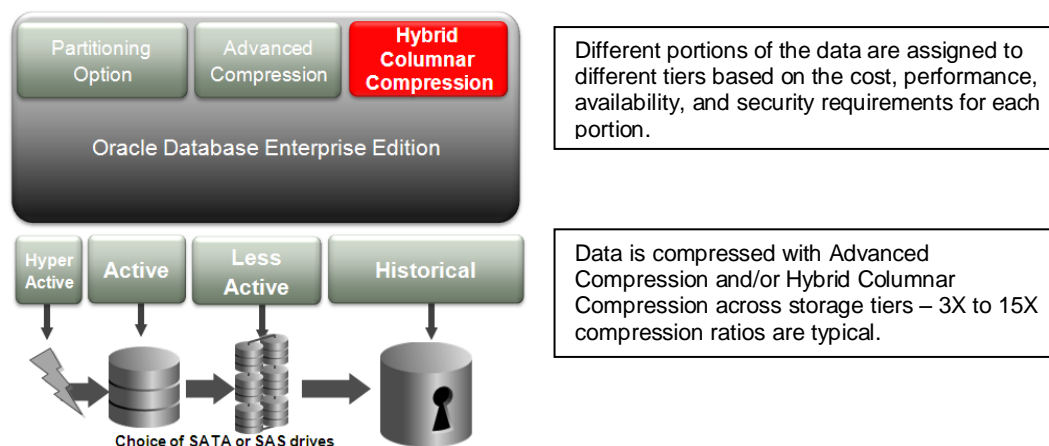 Partitioning
Option
Advanced
Compression
Hybrid
Columnar
Compression
Oracle Database Enterprise Edition
Different portions of the data are assigned to
different tiers based on the cost, performance,
availability, and security requirements for each
portion.
Hyper
Active
Active
Less
Active
Historical
Data is compressed with Advanced
Compression and/or Hybrid Columnar
Compression across storage tiers – 3X to 15X
compression ratios are typical.
Choice of SATA or SAS drives